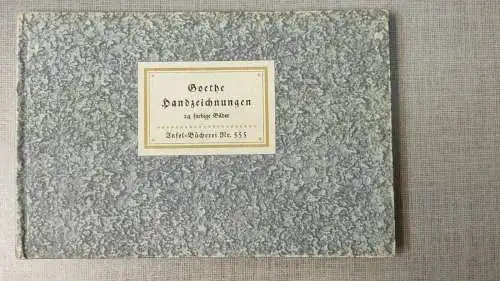 Goethe
Handzeichnungen
24 farbige Bilder
Insel-Bücherei Nr. 555